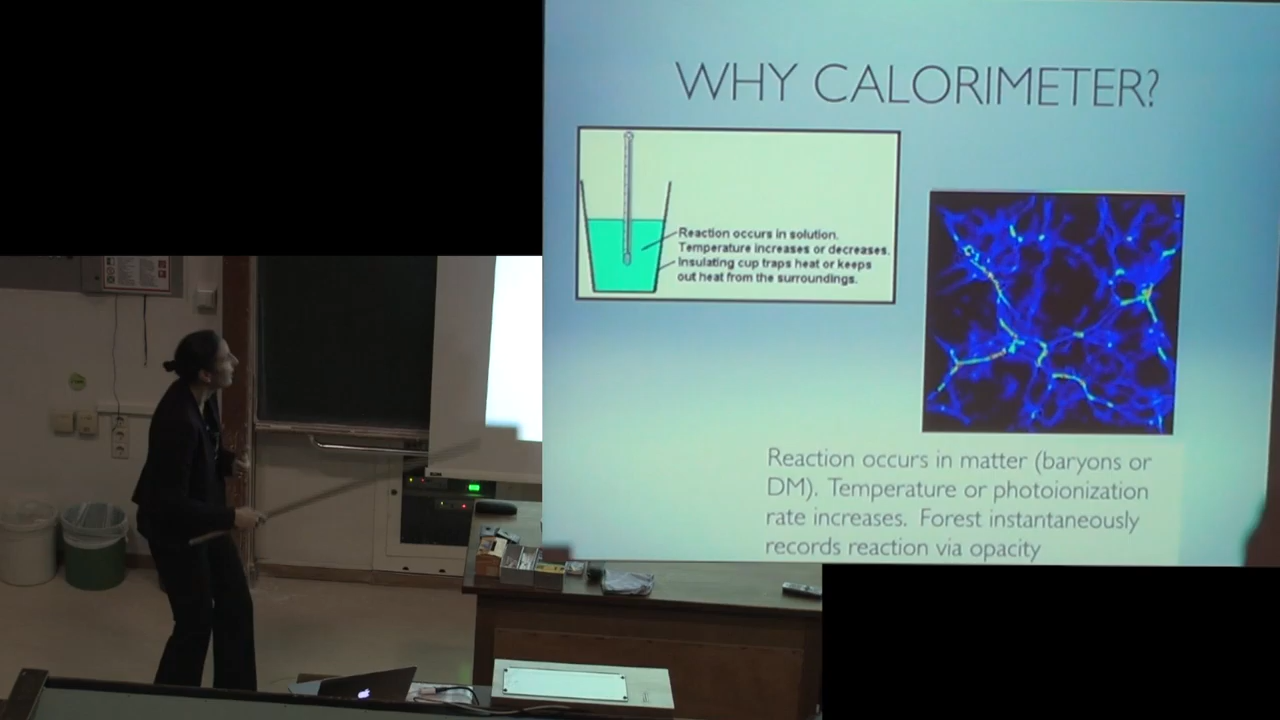 WHY CALORIMETER?
Reaction occurs in solution.
Temperature increases or decreases.
Insulating cup traps heat or keeps
out heat from the surroundings.
Reaction occurs in matter (baryons or
DM). Temperature or photoionization
rate increases. Forest instantaneously
records reaction via opacity